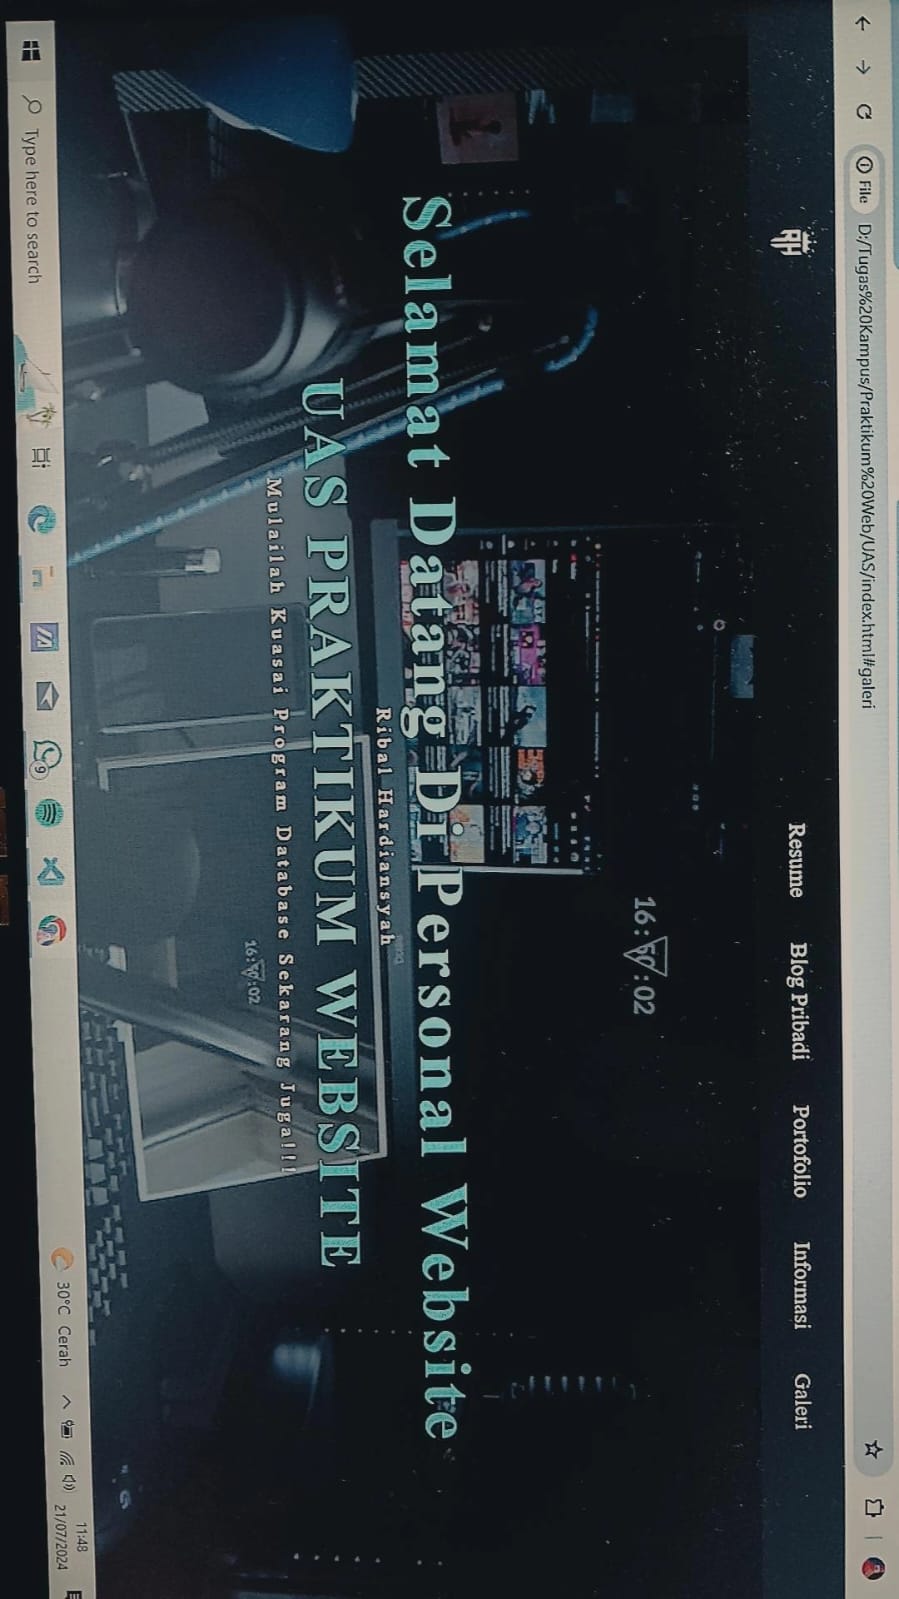 File D:/Tugas%20Kampus/Praktikum%20Web/UAS/index.html#galeri
RH
Resume Blog Pribadi Portofolio Informasi Galeri
16:50:02
Selamat Datang Di Personal Website
Ribal Hardiansyah
UAS PRAKTIKUM WEBSITE
Mulailah Kuasai Program Database Sekarang Juga!!!
16:50:02
Type here to search
9
30°C Cerah
11:48
21/07/2024